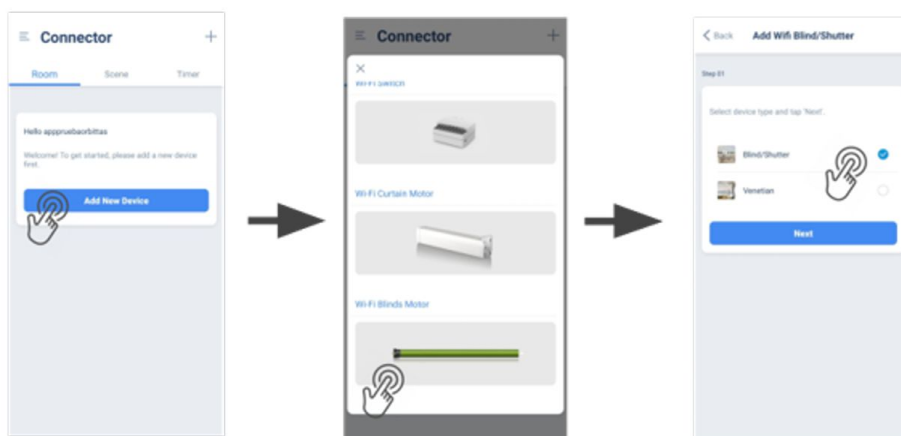 Connector
Room Scene Timer
Hello apppruebaorbittas
Welcome! To get started, please add a new device
first.
Add New Device
Connector
Wi-Fi Switch
Wi-Fi Curtain Motor
Wi-Fi Blinds Motor
Back Add Wifi Blind/Shutter
Step 01
Select device type and tap 'Next'.
Blind/Shutter
Venetian
Next